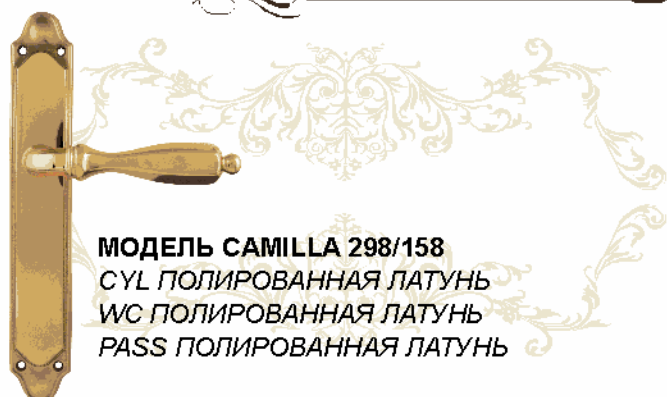 МОДЕЛЬ CAMILLA 298/158
CYL ПОЛИРОВАННАЯ ЛАТУНЬ
WC ПОЛИРОВАННАЯ ЛАТУНЬ
PASS ПОЛИРОВАННАЯ ЛАТУНЬ